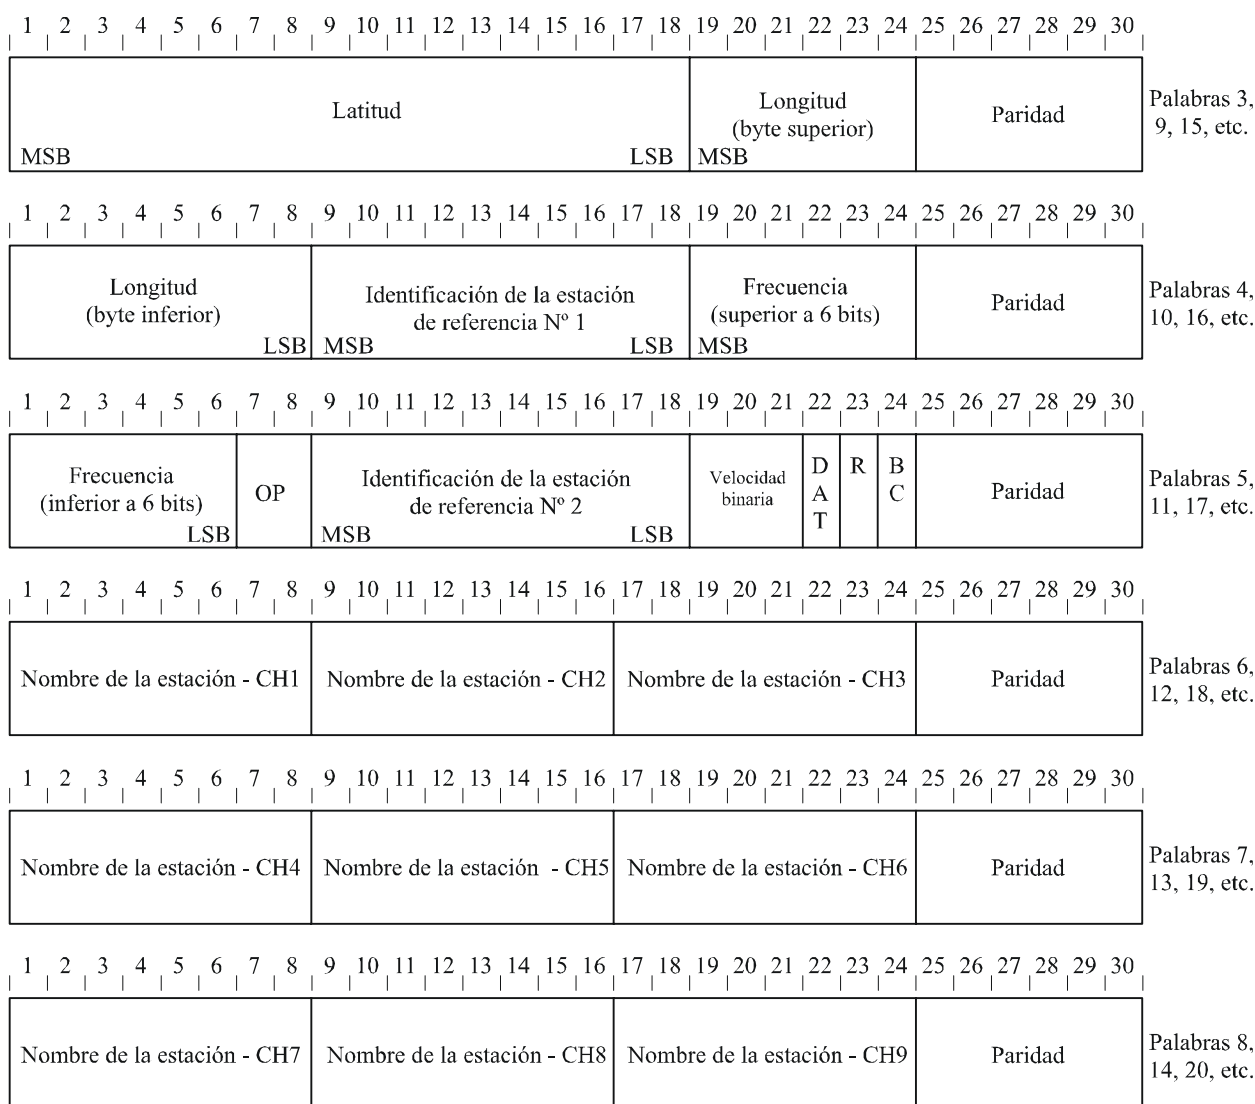 1 2 3 4 5 6 7 8 9 10 11 12 13 14 15 16 17 18 19 20 21 22 23 24 25 26 27 28 29 30
Latitud
MSB LSB
Longitud
(byte superior)
MSB
Paridad
Palabras 3,
9, 15, etc.
1 2 3 4 5 6 7 8 9 10 11 12 13 14 15 16 17 18 19 20 21 22 23 24 25 26 27 28 29 30
Longitud
(byte inferior)
LSB
Identificación de la estación
de referencia Nº 1
MSB LSB
Frecuencia
(superior a 6 bits)
MSB
Paridad
Palabras 4,
10, 16, etc.
1 2 3 4 5 6 7 8 9 10 11 12 13 14 15 16 17 18 19 20 21 22 23 24 25 26 27 28 29 30
Frecuencia
(inferior a 6 bits)
LSB
OP
Identificación de la estación
de referencia Nº 2
MSB LSB
Velocidad
binaria
DAT
R
BC
Paridad
Palabras 5,
11, 17, etc.
1 2 3 4 5 6 7 8 9 10 11 12 13 14 15 16 17 18 19 20 21 22 23 24 25 26 27 28 29 30
Nombre de la estación - CH1
Nombre de la estación - CH2
Nombre de la estación - CH3
Paridad
Palabras 6,
12, 18, etc.
1 2 3 4 5 6 7 8 9 10 11 12 13 14 15 16 17 18 19 20 21 22 23 24 25 26 27 28 29 30
Nombre de la estación - CH4
Nombre de la estación - CH5
Nombre de la estación - CH6
Paridad
Palabras 7,
13, 19, etc.
1 2 3 4 5 6 7 8 9 10 11 12 13 14 15 16 17 18 19 20 21 22 23 24 25 26 27 28 29 30
Nombre de la estación - CH7
Nombre de la estación - CH8
Nombre de la estación - CH9
Paridad
Palabras 8,
14, 20, etc.